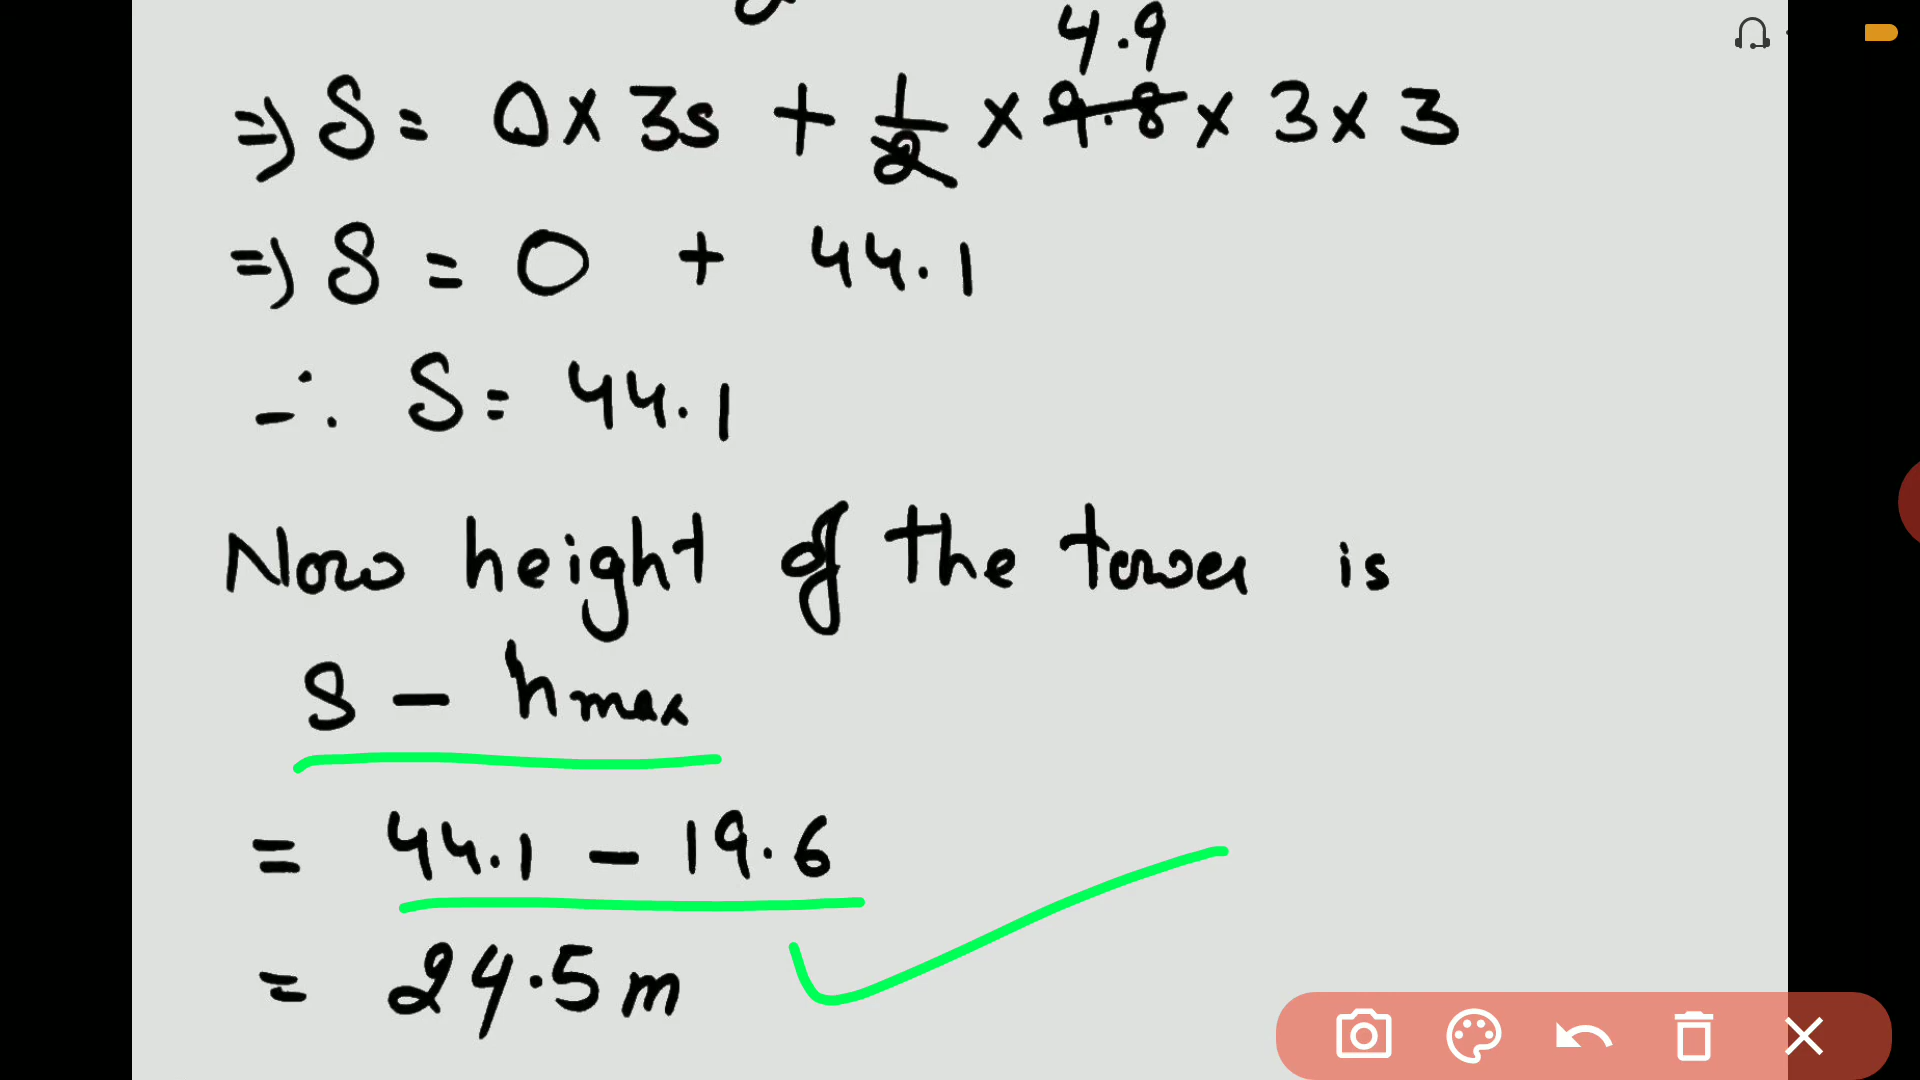 4.9
=> S = 0 × 3s + 1/2 × 9.8 × 3 × 3
=> S = 0 + 44.1
∴ S = 44.1
Now height of the tower is
S - hmax
= 44.1 - 19.6
= 24.5 m